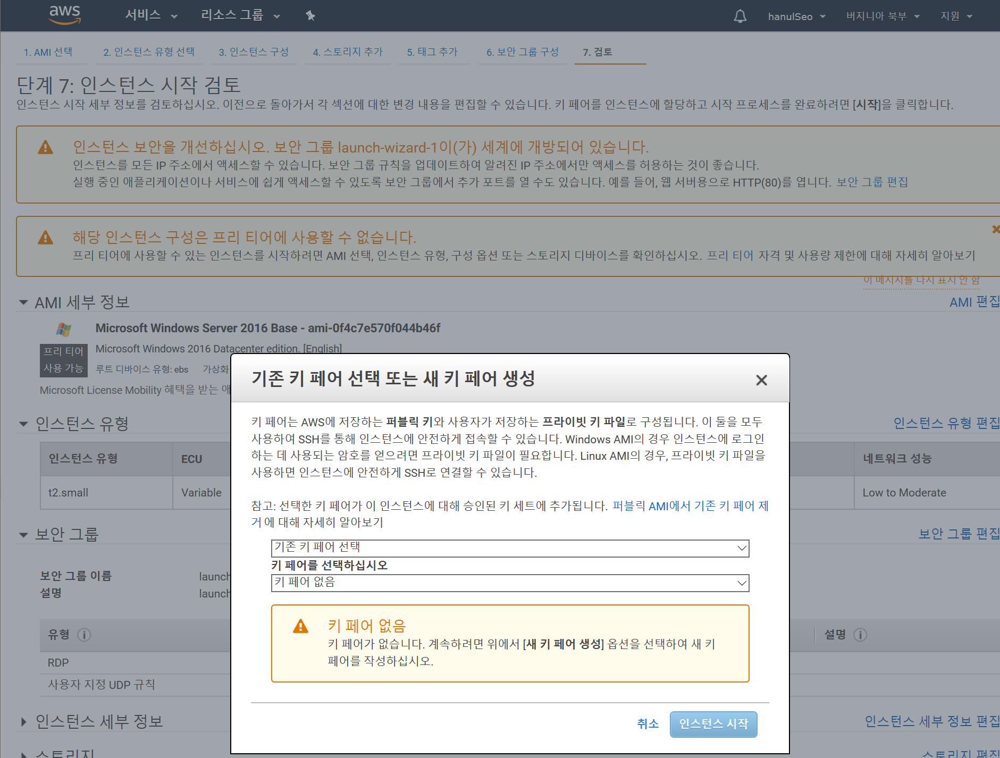 aws 서비스 리소스 그룹 hanulSeo 버지니아 북부 지원
1. AMI 선택 2. 인스턴스 유형 선택 3. 인스턴스 구성 4. 스토리지 추가 5. 태그 추가 6. 보안 그룹 구성 7. 검토
단계 7: 인스턴스 시작 검토
인스턴스 시작 세부 정보를 검토하십시오. 이전으로 돌아가서 각 섹션에 대한 변경 내용을 편집할 수 있습니다. 키 페어를 인스턴스에 할당하고 시작 프로세스를 완료하려면 [시작]을 클릭합니다.
인스턴스 보안을 개선하십시오. 보안 그룹 launch-wizard-1이(가) 세계에 개방되어 있습니다.
인스턴스를 모든 IP 주소에서 액세스할 수 있습니다. 보안 그룹 규칙을 업데이트하여 알려진 IP 주소에서만 액세스를 허용하는 것이 좋습니다.
실행 중인 애플리케이션이나 서비스에 쉽게 액세스할 수 있도록 보안 그룹에서 추가 포트를 열 수도 있습니다. 예를 들어, 웹 서버용으로 HTTP(80)를 엽니다. 보안 그룹 편집
해당 인스턴스 구성은 프리 티어에 사용할 수 없습니다.
프리 티어에 사용할 수 있는 인스턴스를 시작하려면 AMI 선택, 인스턴스 유형, 구성 옵션 또는 스토리지 디바이스를 확인하십시오. 프리 티어 자격 및 사용량 제한에 대해 자세히 알아보기
이 메시지를 다시 표시 안 함
AMI 세부 정보 AMI 편집
Microsoft Windows Server 2016 Base - ami-0f4c7e570f044b46f
프리 티어
사용 가능
Microsoft Windows 2016 Datacenter edition. [English]
루트 디바이스 유형: ebs 가상화
Microsoft License Mobility 혜택을 받는 애
인스턴스 유형 인스턴스 유형 편집
인스턴스 유형 ECU 네트워크 성능
t2.small Variable Low to Moderate
보안 그룹 보안 그룹 편집
보안 그룹 이름 launch
설명 launch
유형 설명
RDP
사용자 지정 UDP 규칙
인스턴스 세부 정보 인스턴스 세부 정보 편집
스토리지 스토리지 편집
기존 키 페어 선택 또는 새 키 페어 생성
키 페어는 AWS에 저장하는 퍼블릭 키와 사용자가 저장하는 프라이빗 키 파일로 구성됩니다. 이 둘을 모두
사용하여 SSH를 통해 인스턴스에 안전하게 접속할 수 있습니다. Windows AMI의 경우 인스턴스에 로그인
하는 데 사용되는 암호를 얻으려면 프라이빗 키 파일이 필요합니다. Linux AMI의 경우, 프라이빗 키 파일을
사용하면 인스턴스에 안전하게 SSH로 연결할 수 있습니다.
참고: 선택한 키 페어가 이 인스턴스에 대해 승인된 키 세트에 추가됩니다. 퍼블릭 AMI에서 기존 키 페어 제
거에 대해 자세히 알아보기
기존 키 페어 선택
키 페어를 선택하십시오
키 페어 없음
키 페어 없음
키 페어가 없습니다. 계속하려면 위에서 [새 키 페어 생성] 옵션을 선택하여 새 키
페어를 작성하십시오.
취소 인스턴스 시작